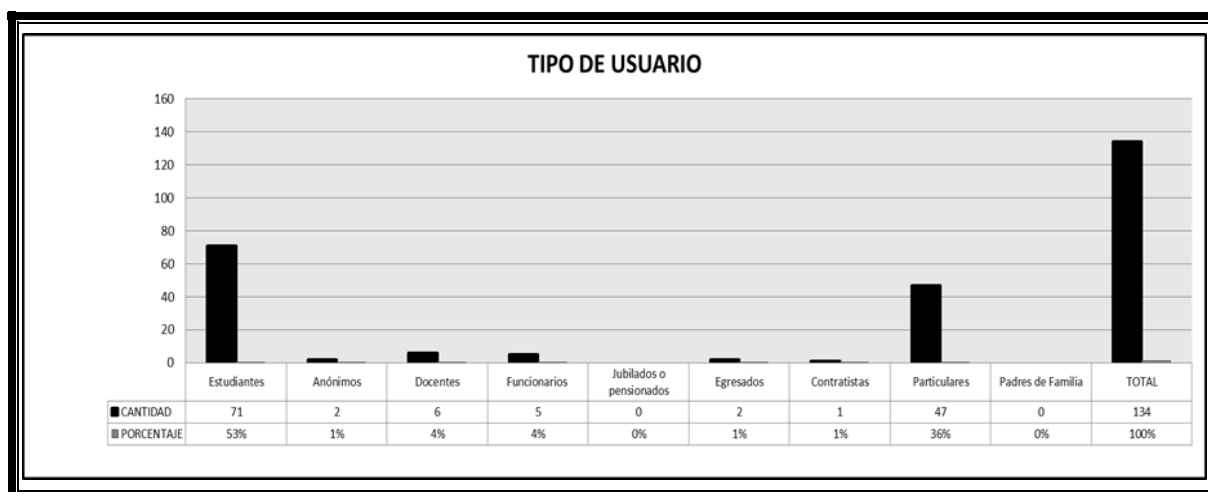 TIPO DE USUARIO
160
140
120
100
80
60
40
20
0
Estudiantes Anónimos Docentes Funcionarios Jubilados o pensionados Egresados Contratistas Particulares Padres de Familia TOTAL
CANTIDAD 71 2 6 5 0 2 1 47 0 134
PORCENTAJE 53% 1% 4% 4% 0% 1% 1% 36% 0% 100%